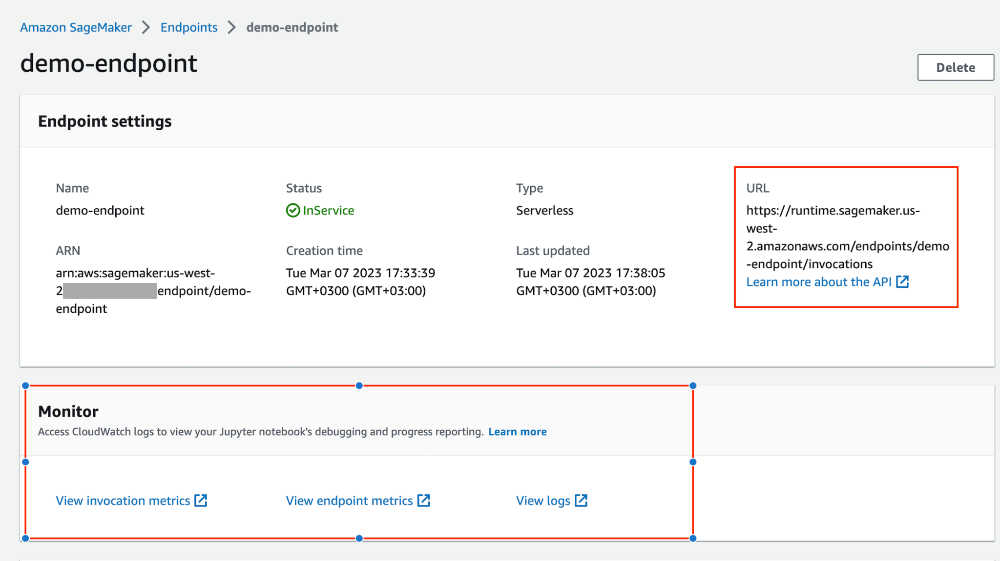 Amazon SageMaker > Endpoints > demo-endpoint
demo-endpoint
Delete
Endpoint settings
Name
demo-endpoint
Status
InService
Type
Serverless
URL
https://runtime.sagemaker.us-
west-
2.amazonaws.com/endpoints/demo
-endpoint/invocations
Learn more about the API
ARN
arn:aws:sagemaker:us-west-
2 endpoint/demo-
endpoint
Creation time
Tue Mar 07 2023 17:33:39
GMT+0300 (GMT+03:00)
Last updated
Tue Mar 07 2023 17:38:05
GMT+0300 (GMT+03:00)
Monitor
Access CloudWatch logs to view your Jupyter notebook's debugging and progress reporting. Learn more
View invocation metrics
View endpoint metrics
View logs